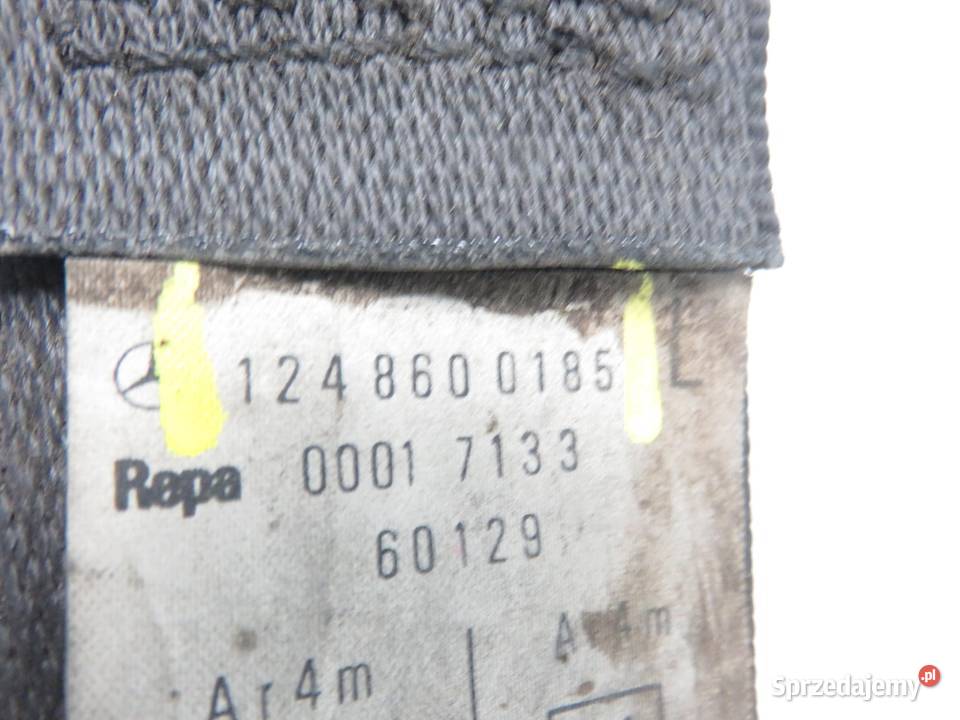 124 860 0185 L
Repa 0001 7133
60129
Ar4m
A 4m
Sprzedajemy.pl